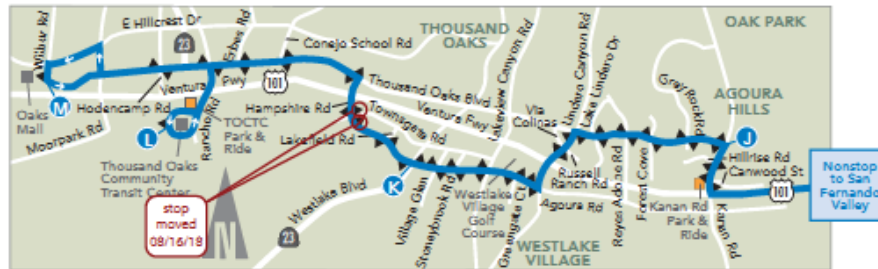 E Hillcrest Dr
Wilbur Rd
23
Erbes Rd
Conejo School Rd
THOUSAND
OAKS
Lakeview Canyon Rd
Lindero Canyon Rd
Lake Lindero Dr
OAK PARK
Grey Rock Rd
AGOURA
HILLS
Oaks
Mall
M
Moorpark Rd
Hodencamp Rd
Ventura Fwy
101
Rancho Rd
TOCTC
Park &
Ride
L
Thousand Oaks
Community
Transit Center
Hampshire Rd
Thousand Oaks Blvd
Ventura Fwy
Townsgate Rd
Lakefield Rd
Via
Colinas
J
Hillrise Rd
Canwood St
101
Nonstop
to San
Fernando
Valley
stop
moved
08/16/18
N
Westlake Blvd
23
K
Village Glen
Stoneybrook Rd
Westlake
Village
Golf
Course
Greengate Ct
Russell
Ranch Rd
Agoura Rd
Reyes Adobe Rd
Forest Cove
Kanan Rd
Park &
Ride
Kanan Rd
WESTLAKE
VILLAGE